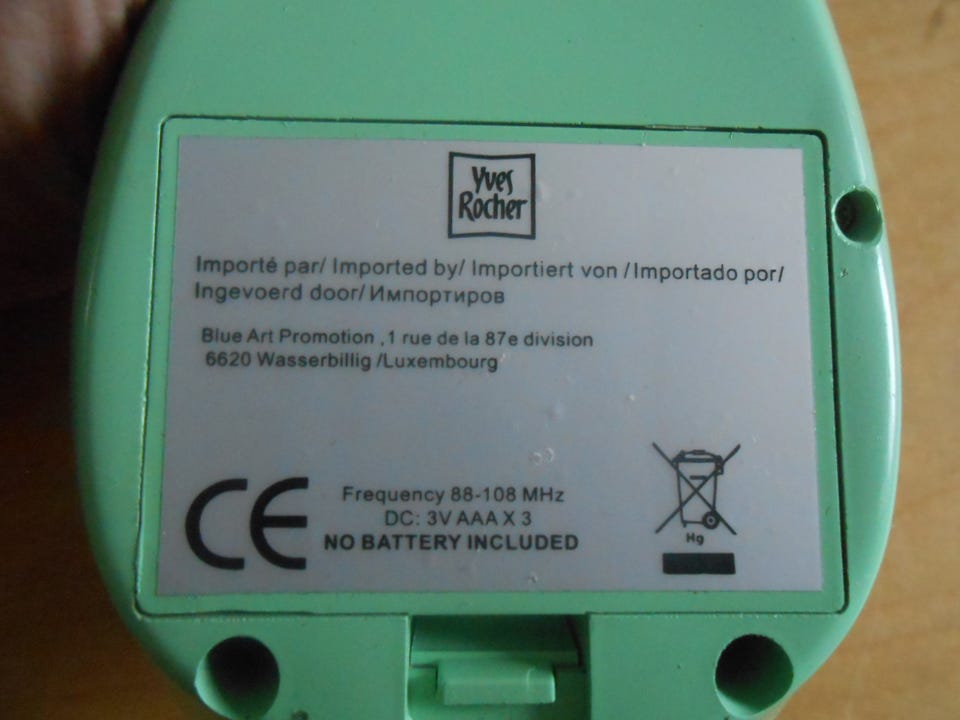 Yves
Rocher
Importé par/ Imported by/ Importiert von /Importado por/
Ingevoerd door/ Импортиров
Blue Art Promotion ,1 rue de la 87e division
6620 Wasserbillig /Luxembourg
CE
Frequency 88-108 MHz
DC: 3V AAA X 3
NO BATTERY INCLUDED
Hg